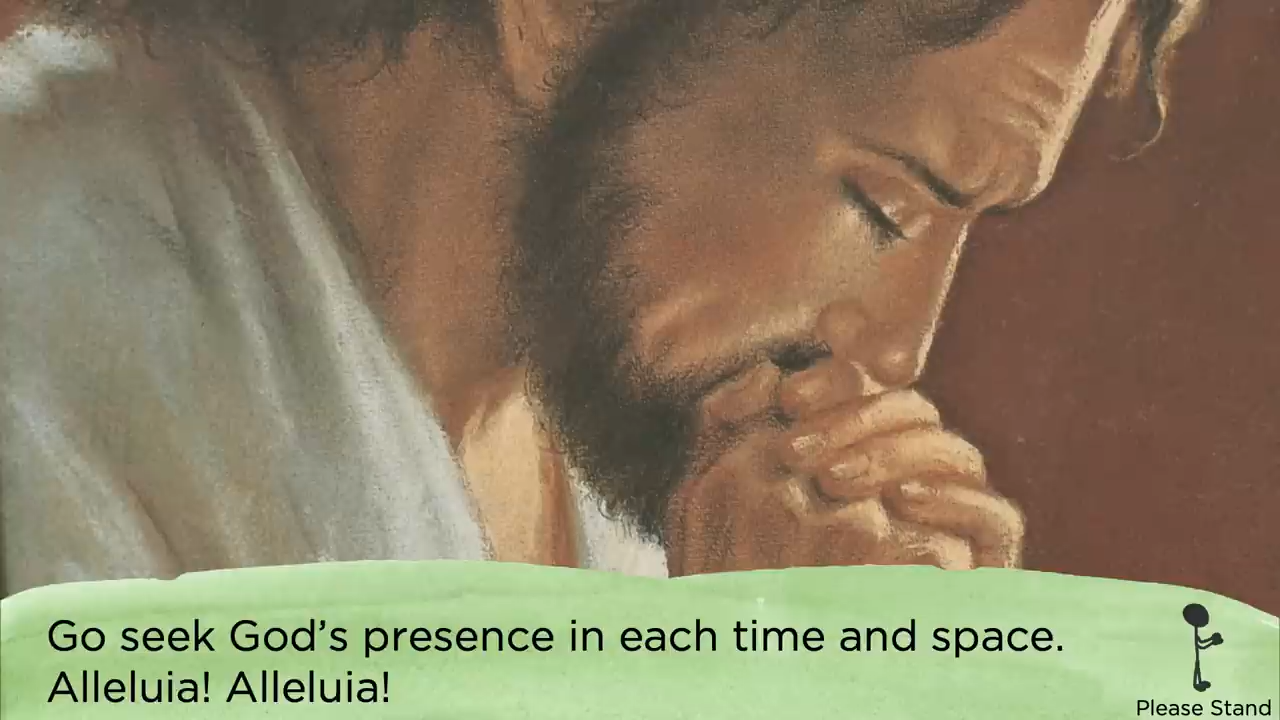 Go seek God’s presence in each time and space.
Alleluia! Alleluia!
Please Stand